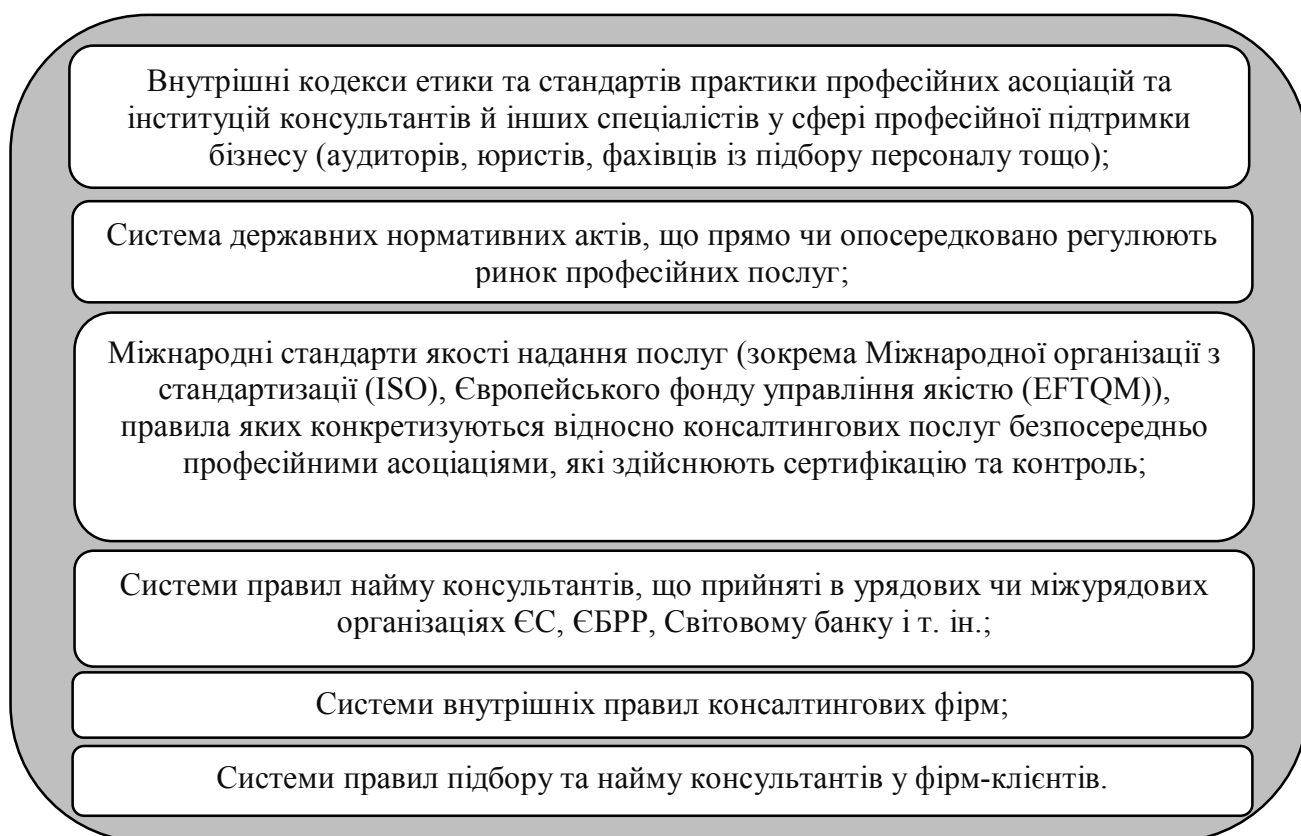 Внутрішні кодекси етики та стандартів практики професійних асоціацій та
інституцій консультантів й інших спеціалістів у сфері професійної підтримки
бізнесу (аудиторів, юристів, фахівців із підбору персоналу тощо);
Система державних нормативних актів, що прямо чи опосередковано регулюють
ринок професійних послуг;
Міжнародні стандарти якості надання послуг (зокрема Міжнародної організації з
стандартизації (ISO), Європейського фонду управління якістю (EFTQM)),
правила яких конкретизуються відносно консалтингових послуг безпосередньо
професійними асоціаціями, які здійснюють сертифікацію та контроль;
Системи правил найму консультантів, що прийняті в урядових чи міжурядових
організаціях ЄС, ЄБРР, Світовому банку і т. ін.;
Системи внутрішніх правил консалтингових фірм;
Системи правил підбору та найму консультантів у фірм-клієнтів.